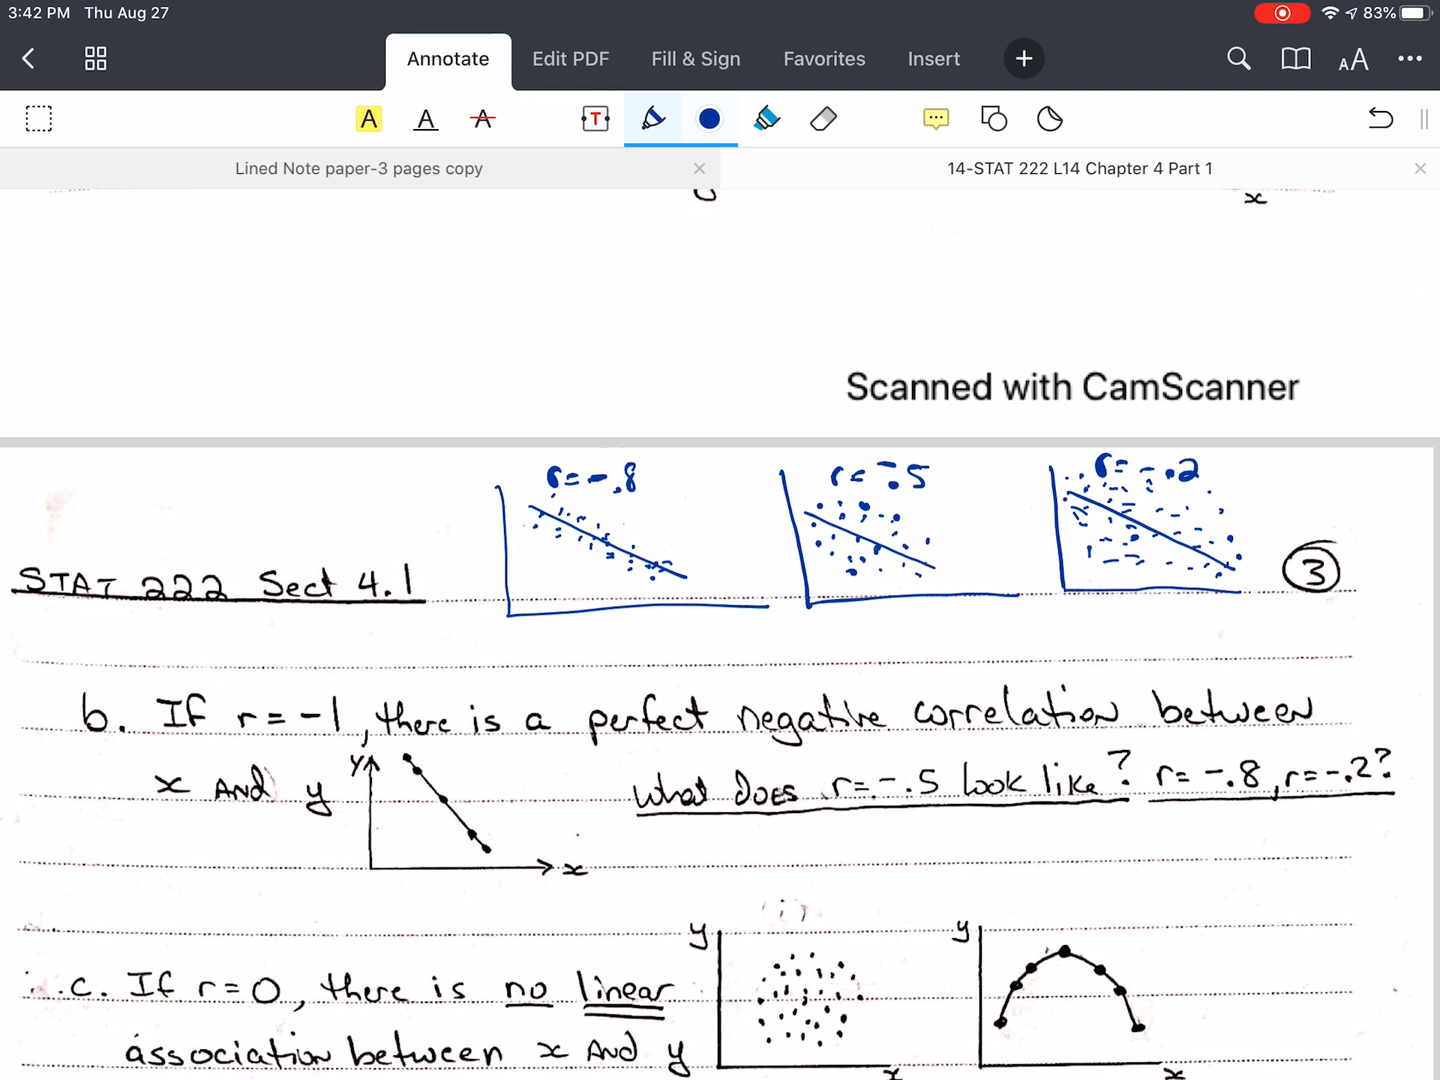 3:42 PM Thu Aug 27
83%
Annotate Edit PDF Fill & Sign Favorites Insert +
AA
A A A T
Lined Note paper-3 pages copy
14-STAT 222 L14 Chapter 4 Part 1
x
Scanned with CamScanner
r=-.8 r=-.5 r=-.2
STAT 222 Sect 4.1
3
b. If r=-1, there is a perfect negative correlation between
x AND y
y
x
What does r=-.5 look like? r=-.8, r=-.2?
(i)
y y
c. If r=0, there is no linear
association between x AND y
x x